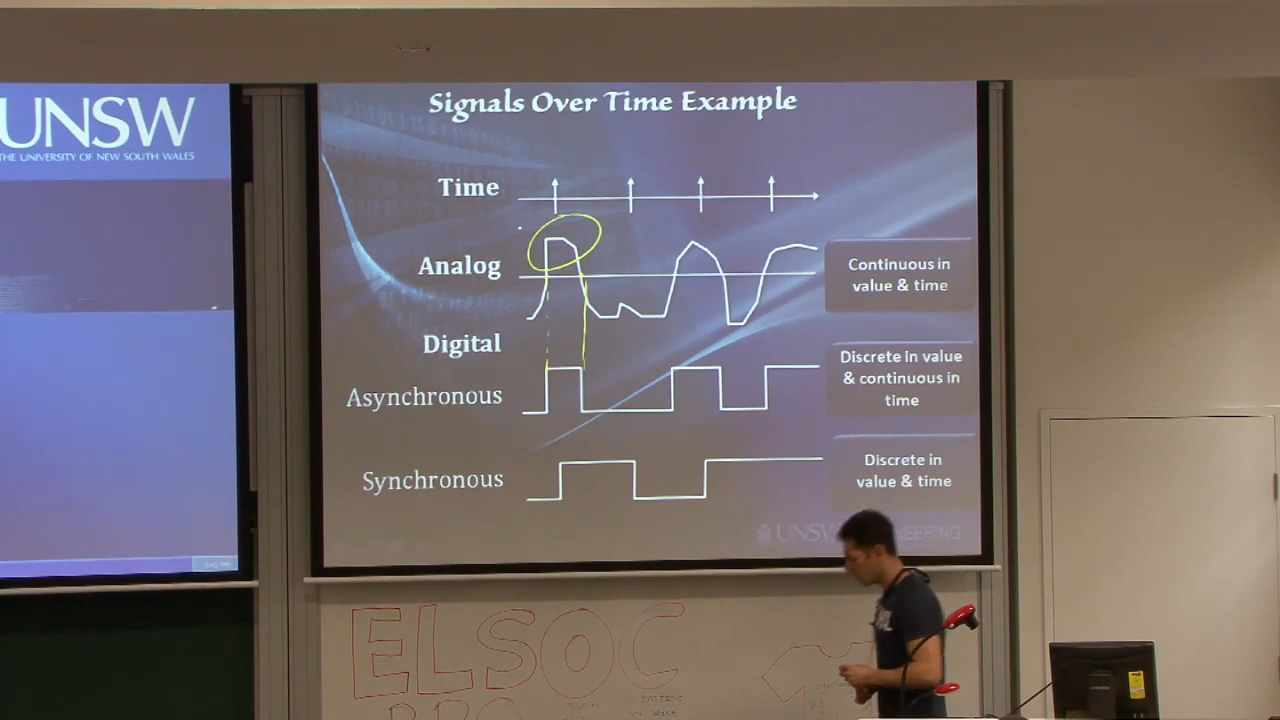 UNSW
THE UNIVERSITY OF NEW SOUTH WALES
Signals Over Time Example
Time
Analog
Continuous in
value & time
Digital
Asynchronous
Discrete in value
& continuous in
time
Synchronous
Discrete in
value & time
UNSW
ELSOC